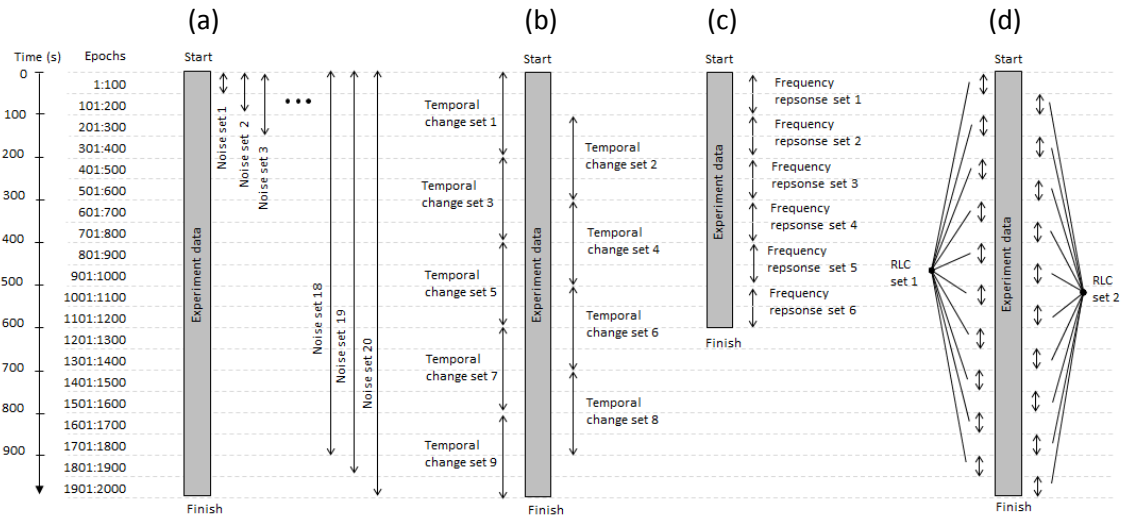 (a)
(b)
(c)
(d)
Time (s)
Epochs
Start
Start
Start
Start
0
100
200
300
400
500
600
700
800
900
1:100
101:200
201:300
301:400
401:500
501:600
601:700
701:800
801:900
901:1000
1001:1100
1101:1200
1201:1300
1301:1400
1401:1500
1501:1600
1601:1700
1701:1800
1801:1900
1901:2000
Experiment data
Noise set 1
Noise set 2
Noise set 3
•••
Noise set 18
Noise set 19
Noise set 20
Finish
Temporal
change set 1
Temporal
change set 3
Temporal
change set 5
Temporal
change set 7
Temporal
change set 9
Experiment data
Temporal
change set 2
Temporal
change set 4
Temporal
change set 6
Temporal
change set 8
Finish
Experiment data
Frequency
repsonse set 1
Frequency
repsonse set 2
Frequency
repsonse set 3
Frequency
repsonse set 4
Frequency
repsonse set 5
Frequency
repsonse set 6
Finish
RLC
set 1
Experiment data
RLC
set 2
Finish